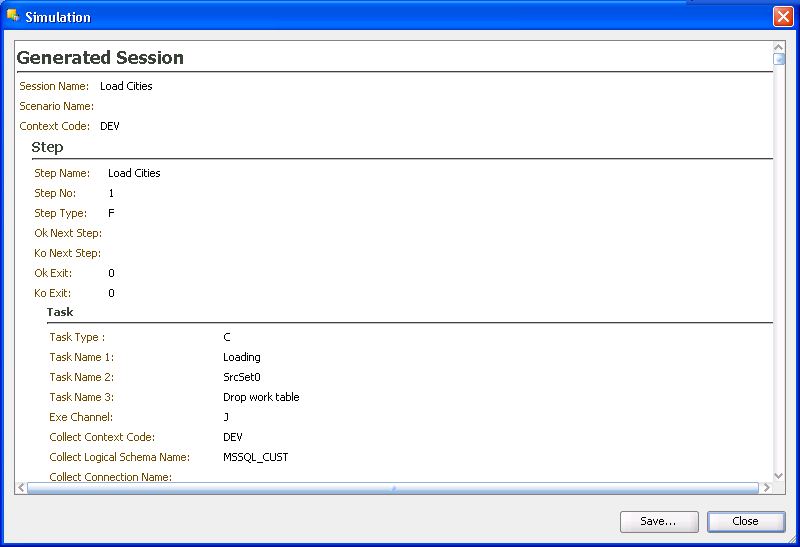 Simulation
Generated Session
Session Name: Load Cities
Scenario Name:
Context Code: DEV
Step
Step Name: Load Cities
Step No: 1
Step Type: F
Ok Next Step:
Ko Next Step:
Ok Exit: 0
Ko Exit: 0
Task
Task Type : C
Task Name 1: Loading
Task Name 2: SrcSet0
Task Name 3: Drop work table
Exe Channel: J
Collect Context Code: DEV
Collect Logical Schema Name: MSSQL_CUST
Collect Connection Name:
Save... Close